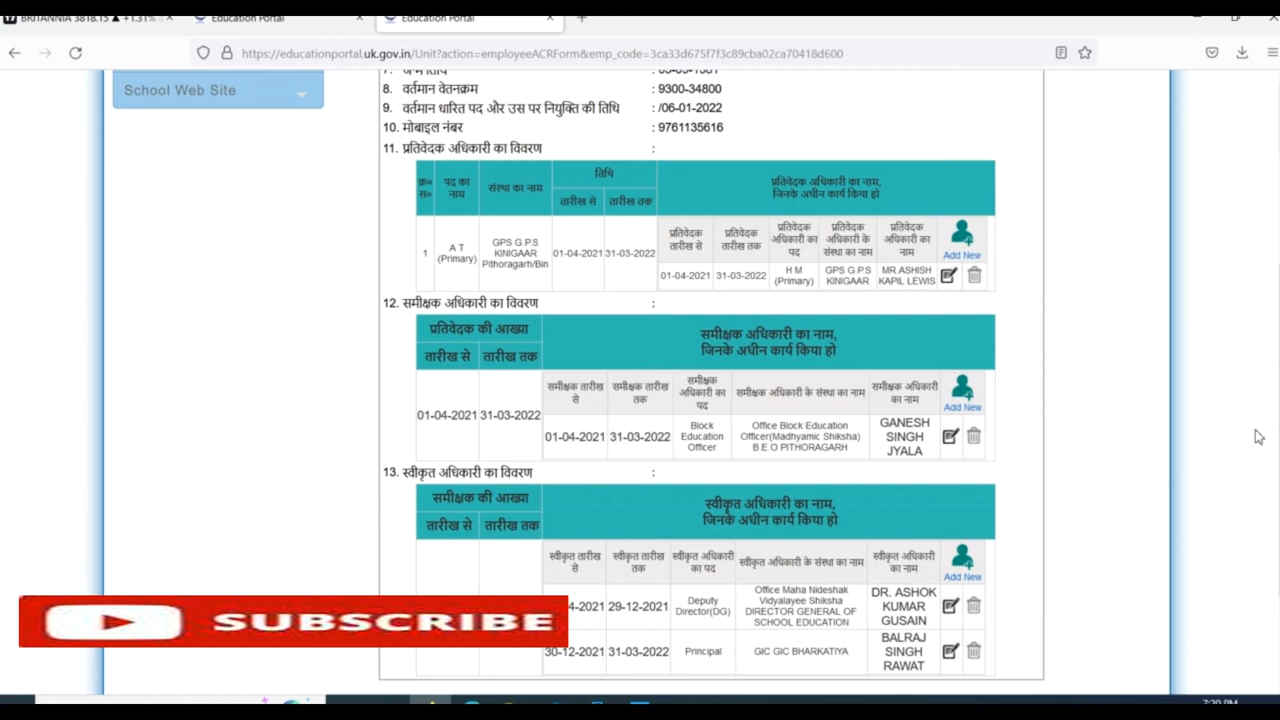 BRITANNIA 3818.15 ▲ +1.31%
Education Portal
Education Portal
https://educationportal.uk.gov.in/Unit?action=employeeACRForm&emp_code=3ca33d675f7f3c89cba02ca70418d600
School Web Site
7. जन्म तिथि
8. वर्तमान वेतनक्रम : 9300-34800
9. वर्तमान धारित पद और उस पर नियुक्ति की तिथि : /06-01-2022
10. मोबाइल नंबर : 9761135616
11. प्रतिवेदक अधिकारी का विवरण :
क्र० स० पद का नाम संस्था का नाम तिथि प्रतिवेदक अधिकारी का नाम, जिनके अधीन कार्य किया हो
तारीख से तारीख तक
प्रतिवेदक तारीख से प्रतिवेदक तारीख तक प्रतिवेदक अधिकारी का पद प्रतिवेदक अधिकारी के संस्था का नाम प्रतिवेदक अधिकारी का नाम Add New
1 A T (Primary) GPS G.P.S KINIGAAR Pithoragarh/Bin 01-04-2021 31-03-2022
01-04-2021 31-03-2022 H M (Primary) GPS G.P.S KINIGAAR MR.ASHISH KAPIL LEWIS
12. समीक्षक अधिकारी का विवरण :
प्रतिवेदक की आख्या समीक्षक अधिकारी का नाम, जिनके अधीन कार्य किया हो
तारीख से तारीख तक
समीक्षक तारीख से समीक्षक तारीख तक समीक्षक अधिकारी का पद समीक्षक अधिकारी के संस्था का नाम समीक्षक अधिकारी का नाम Add New
01-04-2021 31-03-2022
01-04-2021 31-03-2022 Block Education Officer Office Block Education Officer(Madhyamic Shiksha) B.E.O PITHORAGARH GANESH SINGH JYALA
13. स्वीकृत अधिकारी का विवरण :
समीक्षक की आख्या स्वीकृत अधिकारी का नाम, जिनके अधीन कार्य किया हो
तारीख से तारीख तक
स्वीकृत तारीख से स्वीकृत तारीख तक स्वीकृत अधिकारी का पद स्वीकृत अधिकारी के संस्था का नाम स्वीकृत अधिकारी का नाम Add New
4-2021 29-12-2021 Deputy Director(DG) Office Maha Nideshak Vidyalayee Shiksha DIRECTOR GENERAL OF SCHOOL EDUCATION DR. ASHOK KUMAR GUSAIN
30-12-2021 31-03-2022 Principal GIC GIC BHARKATIYA BALRAJ SINGH RAWAT
SUBSCRIBE